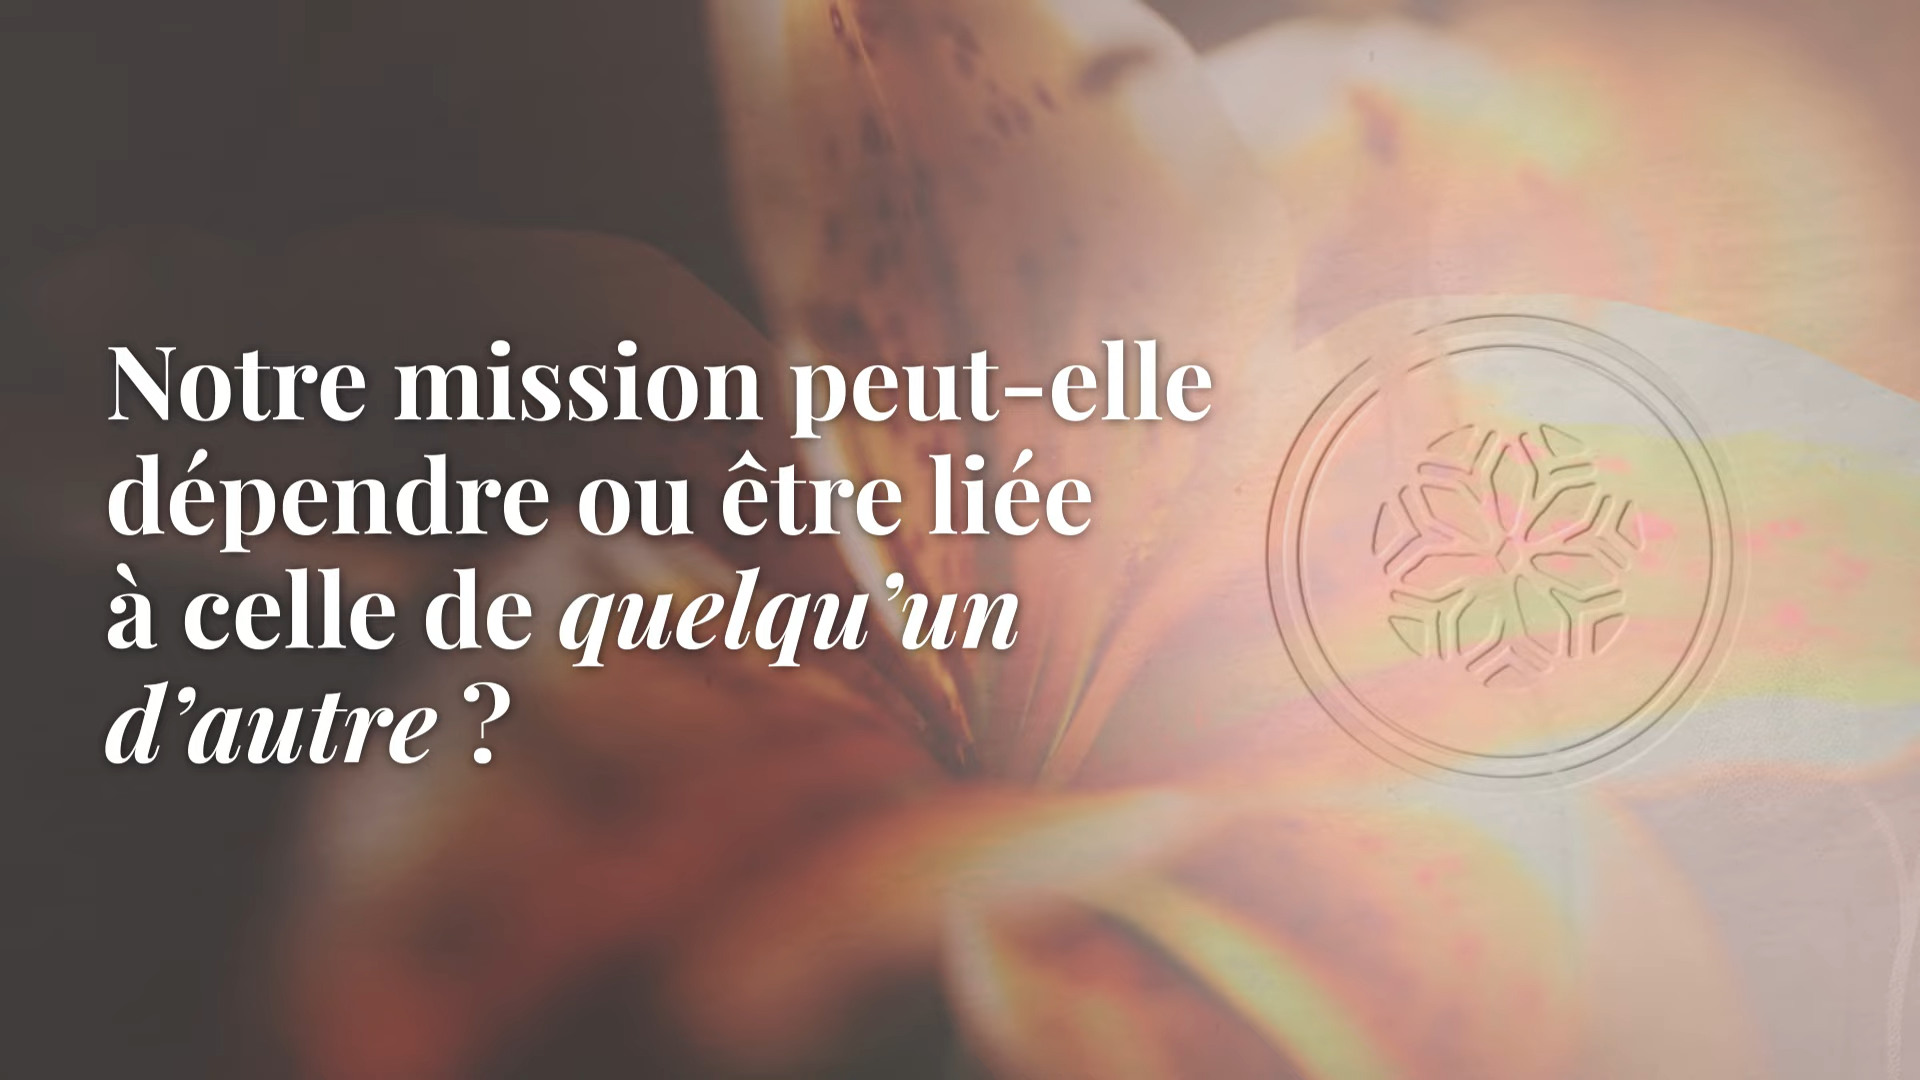 Notre mission peut-elle
dépendre ou être liée
à celle de quelqu’un
d’autre ?